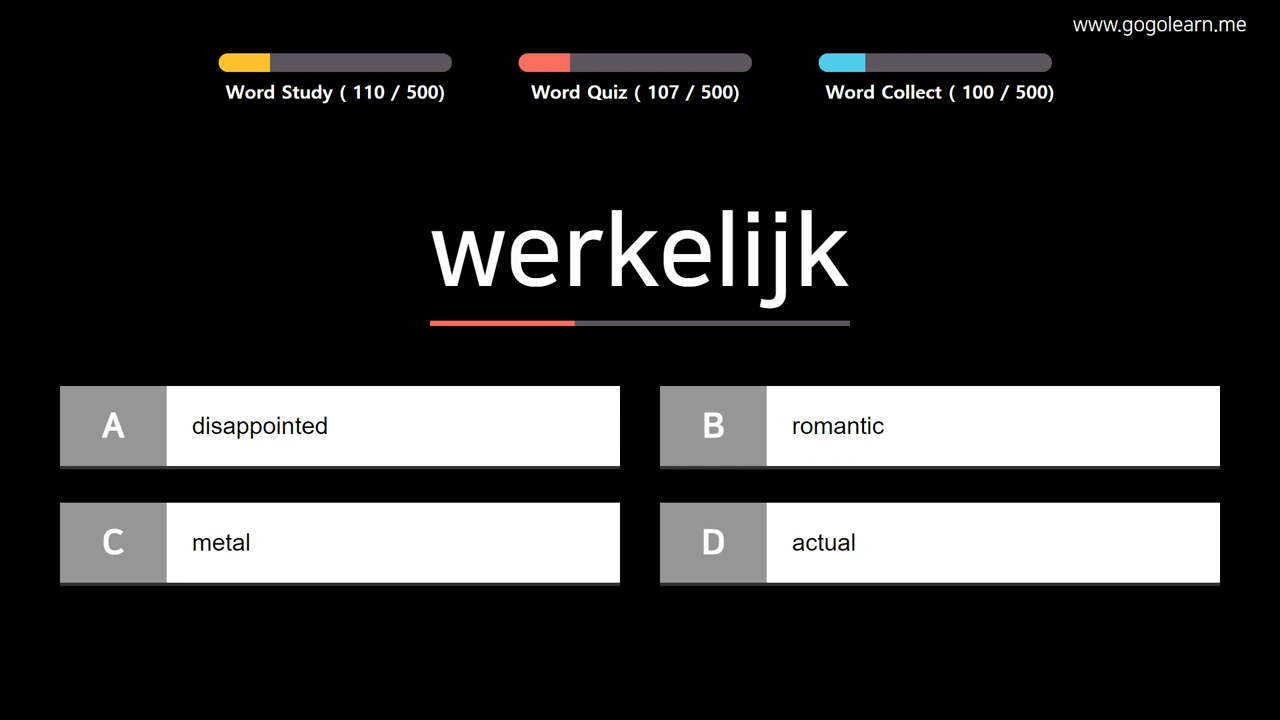 www.gogolearn.me
Word Study ( 110 / 500)
Word Quiz ( 107 / 500)
Word Collect ( 100 / 500)
werkelijk
A disappointed
B romantic
C metal
D actual